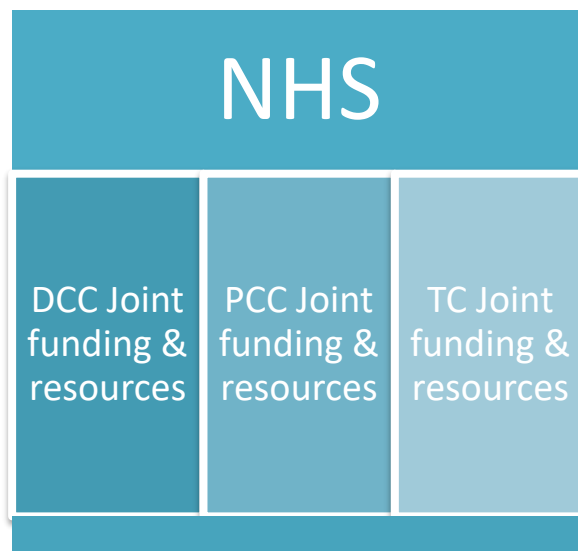 NHS
DCC Joint
funding &
resources
PCC Joint
funding &
resources
TC Joint
funding &
resources